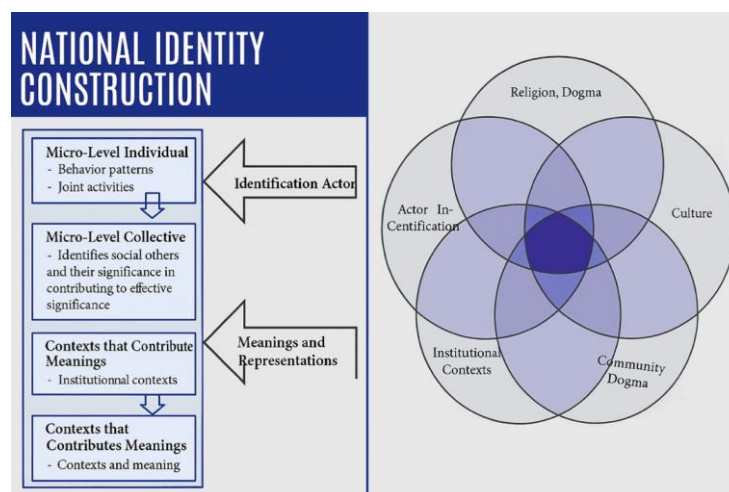 NATIONAL IDENTITY
CONSTRUCTION
Micro-Level Individual
- Behavior patterns
- Joint activities
Micro-Level Collective
- Identifies social others
and their significance in
contributing to effective
significance
Contexts that Contribute
Meanings
- Institutionnal contexts
Contexts that
Contributes Meanings
- Contexts and meaning
Identification Actor
Meanings and
Representations
Religion, Dogma
Actor In-
Centification
Culture
Institutional
Contexts
Community
Dogma